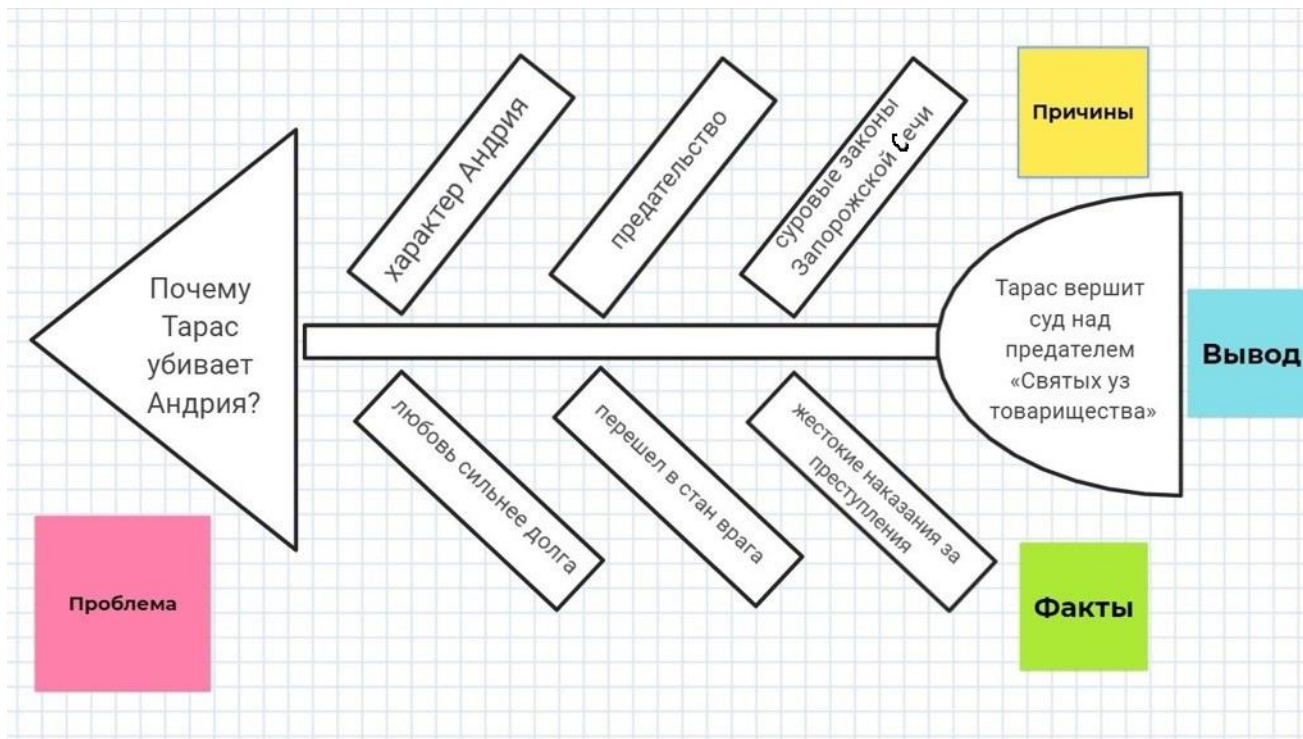 характер Андрия
предательство
суровые законы
Запорожской Сечи
Причины
Почему
Тарас
убивает
Андрия?
Тарас вершит
суд над
предателем
«Святых уз
товарищества»
Вывод
любовь сильнее долга
перешел в стан врага
жестокие наказания за
преступления
Проблема
Факты